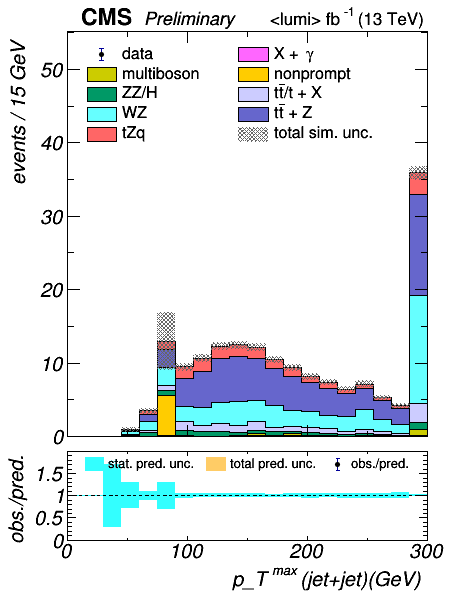 CMS Preliminary <lumi> fb⁻¹ (13 TeV)
events / 15 GeV
data
X + γ
multiboson
nonprompt
ZZ/H
tt̄/t + X
WZ
tt̄ + Z
tZ̄q
total sim. unc.
50
40
30
20
10
0
obs./pred.
stat. pred. unc.
total pred. unc.
obs./pred.
1.5
1
0.5
0
0 100 200 300
p_T^max (jet+jet)(GeV)